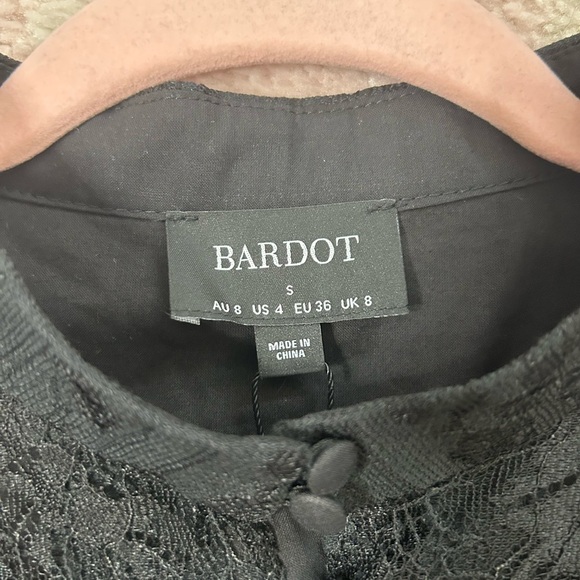 BARDOT
S
AU 8 US 4 EU 36 UK 8
MADE IN
CHINA